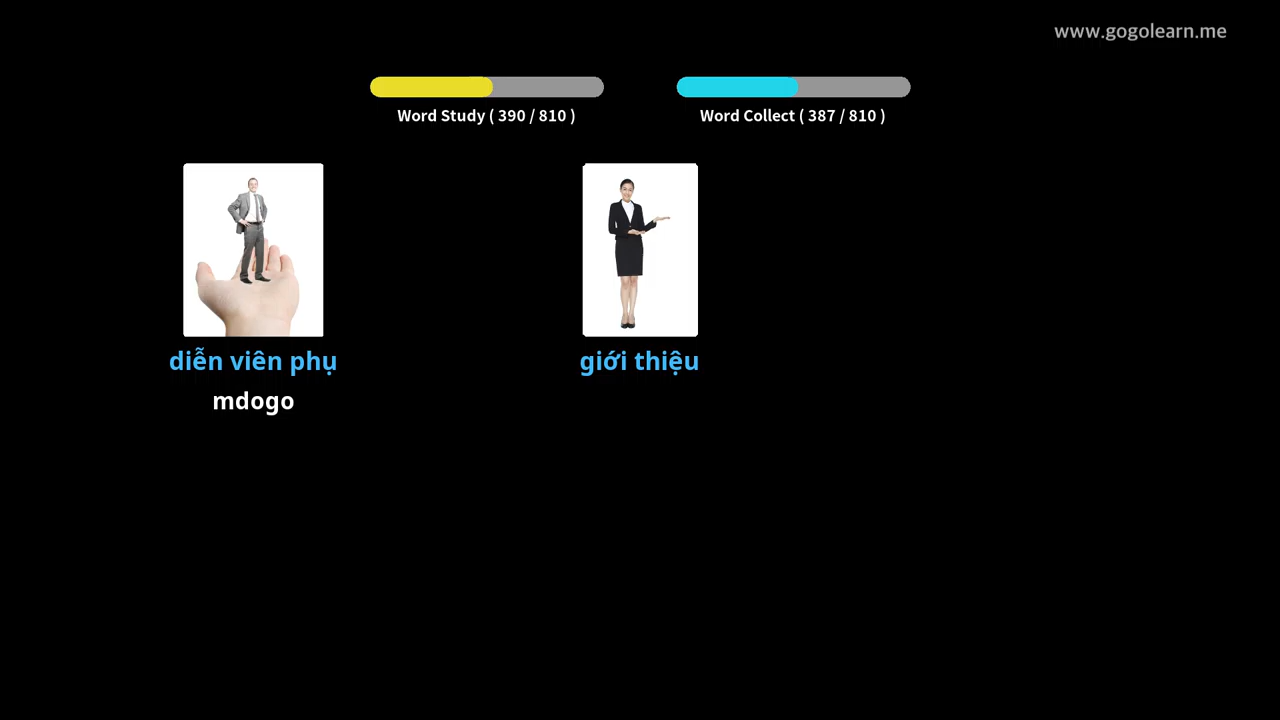 www.gogolearn.me
Word Study ( 390 / 810 )
Word Collect ( 387 / 810 )
diễn viên phụ
mdogo
giới thiệu